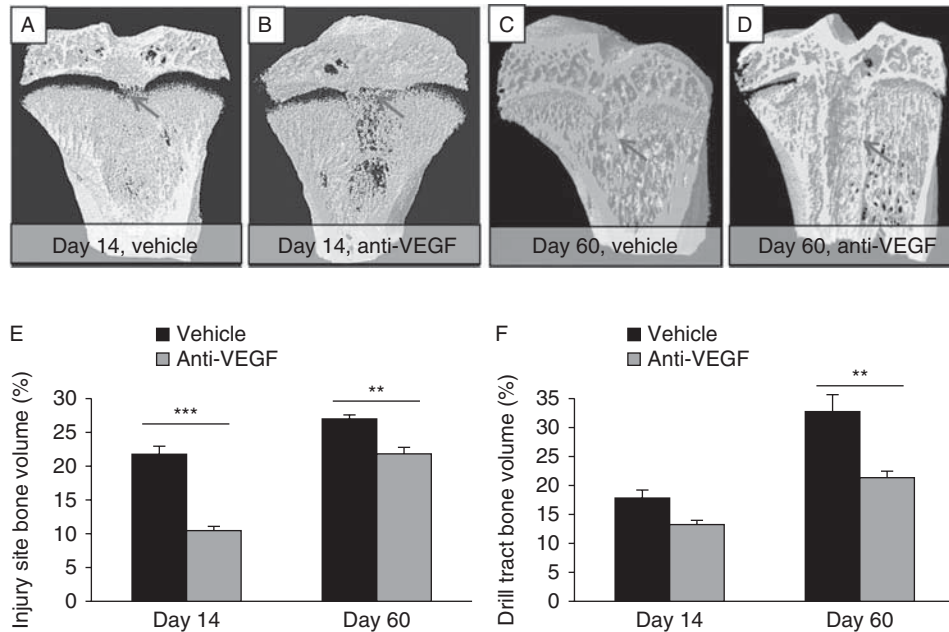 A
B
C
D
Day 14, vehicle
Day 14, anti-VEGF
Day 60, vehicle
Day 60, anti-VEGF
E
Vehicle
Anti-VEGF
Injury site bone volume (%)
30
25
20
15
10
5
0
***
**
Day 14
Day 60
F
Vehicle
Anti-VEGF
Drill tract bone volume (%)
35
30
25
20
15
10
5
0
**
Day 14
Day 60